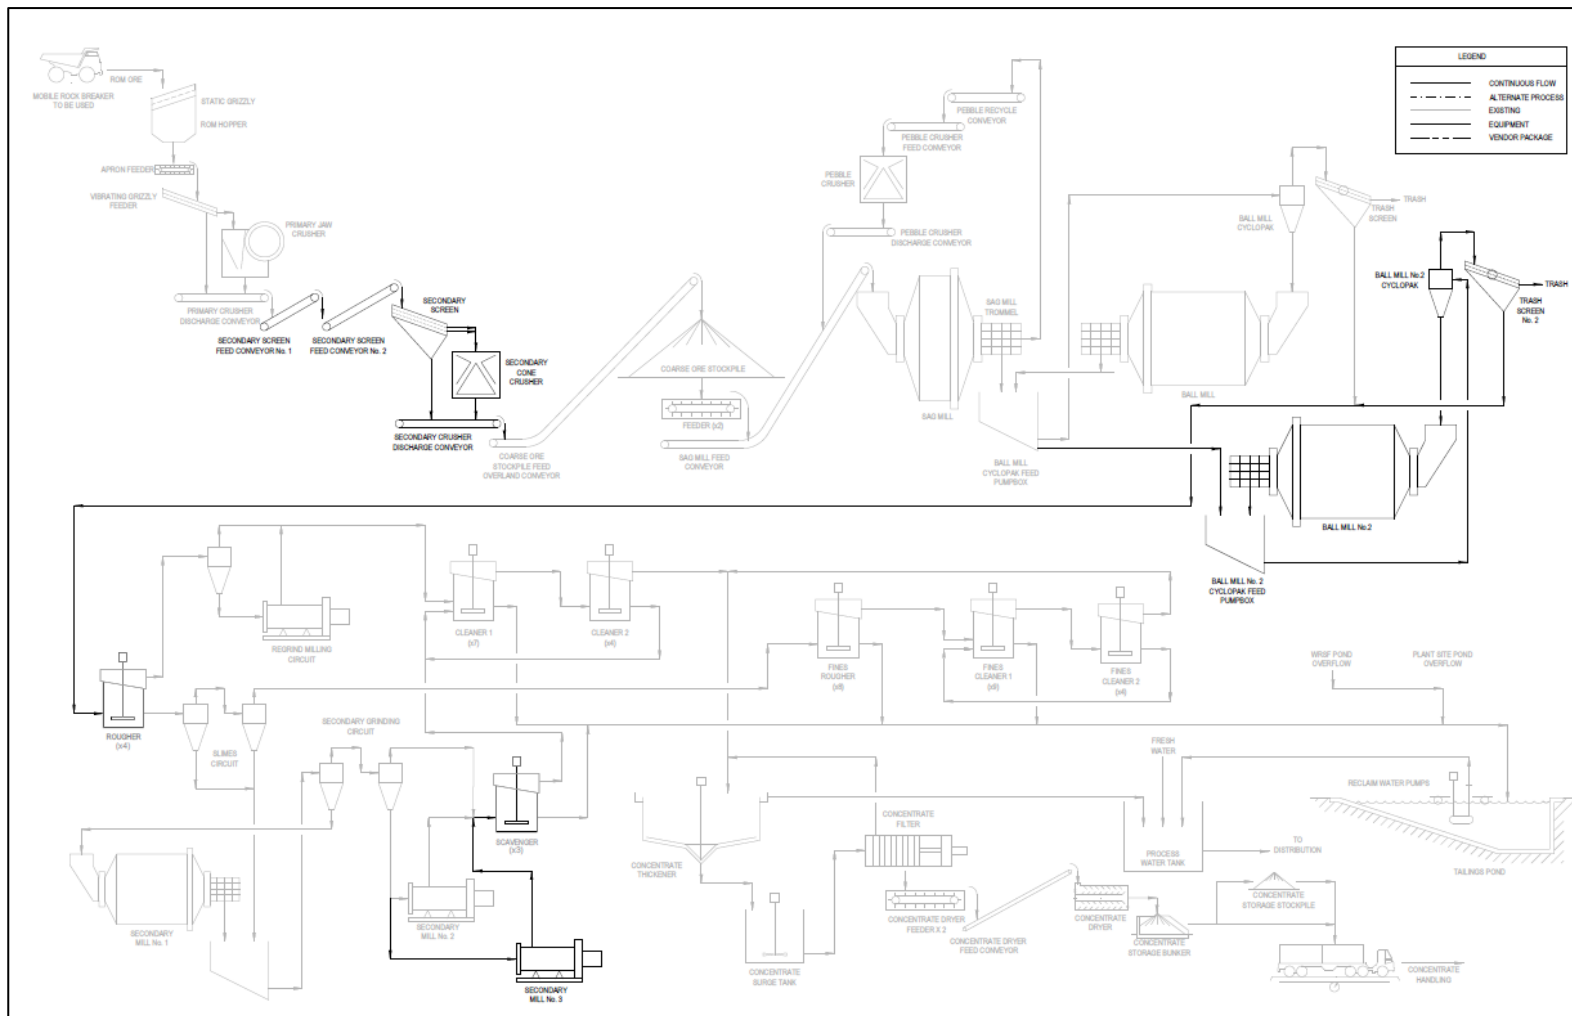 LEGEND
CONTINUOUS FLOW
ALTERNATE PROCESS
EXISTING
EQUIPMENT
VENDOR PACKAGE
ROM ORE
MOBILE ROCK BREAKER
TO BE USED
STATIC GRIZZLY
ROM HOPPER
APRON FEEDER
VIBRATING GRIZZLY
FEEDER
PRIMARY JAW
CRUSHER
PRIMARY CRUSHER
DISCHARGE CONVEYOR
SECONDARY SCREEN
FEED CONVEYOR No. 1
SECONDARY SCREEN
FEED CONVEYOR No. 2
SECONDARY
SCREEN
SECONDARY
CONE
CRUSHER
SECONDARY CRUSHER
DISCHARGE CONVEYOR
COARSE ORE
STOCKPILE FEED
OVERLAND CONVEYOR
COARSE ORE STOCKPILE
FEEDER (x2)
SAG MILL FEED
CONVEYOR
PEBBLE RECYCLE
CONVEYOR
PEBBLE CRUSHER
FEED CONVEYOR
PEBBLE
CRUSHER
PEBBLE CRUSHER
DISCHARGE CONVEYOR
SAG MILL
TROMMEL
SAG MILL
BALL MILL
CYCLOPAK FEED
PUMPBOX
BALL MILL
BALL MILL
CYCLOPAK
TRASH
SCREEN
TRASH
BALL MILL No.2
CYCLOPAK
TRASH
TRASH
SCREEN
No. 2
BALL MILL No.2
BALL MILL No. 2
CYCLOPAK FEED
PUMPBOX
REGRIND MILLING
CIRCUIT
CLEANER 1
(x7)
CLEANER 2
(x4)
FINES
ROUGHER
(x8)
FINES
CLEANER 1
(x9)
FINES
CLEANER 2
(x4)
WRSF POND
OVERFLOW
PLANT SITE POND
OVERFLOW
ROUGHER
(x4)
SLIMES
CIRCUIT
SECONDARY GRINDING
CIRCUIT
SCAVENGER
(x3)
SECONDARY
MILL No. 1
SECONDARY
MILL No. 2
SECONDARY
MILL No. 3
CONCENTRATE
THICKENER
CONCENTRATE
SURGE TANK
CONCENTRATE
FILTER
CONCENTRATE DRYER
FEEDER X 2
CONCENTRATE DRYER
FEED CONVEYOR
CONCENTRATE
DRYER
CONCENTRATE
STORAGE BUNKER
CONCENTRATE
STORAGE STOCKPILE
CONCENTRATE
HANDLING
FRESH
WATER
PROCESS
WATER TANK
TO
DISTRIBUTION
RECLAIM WATER PUMPS
TAILINGS POND